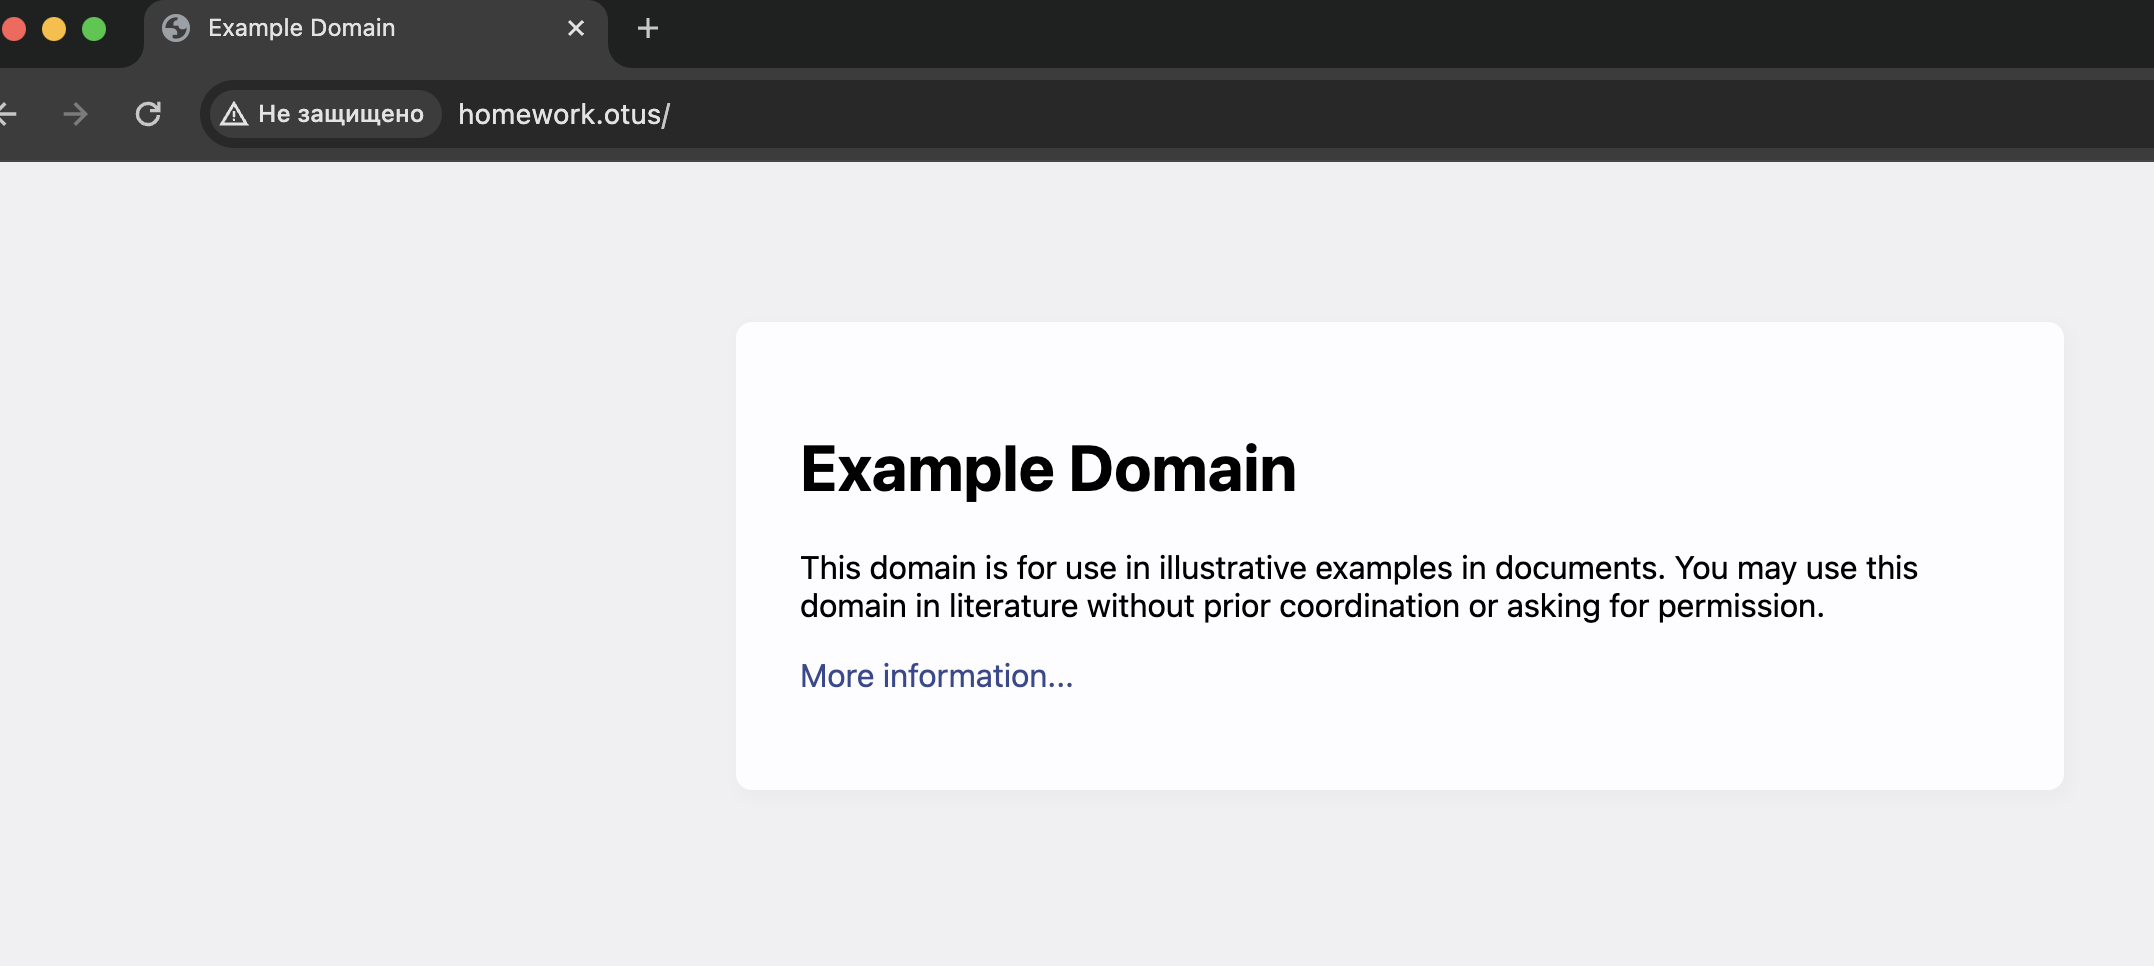 Example Domain
Не защищено homework.otus/
Example Domain
This domain is for use in illustrative examples in documents. You may use this
domain in literature without prior coordination or asking for permission.
More information...